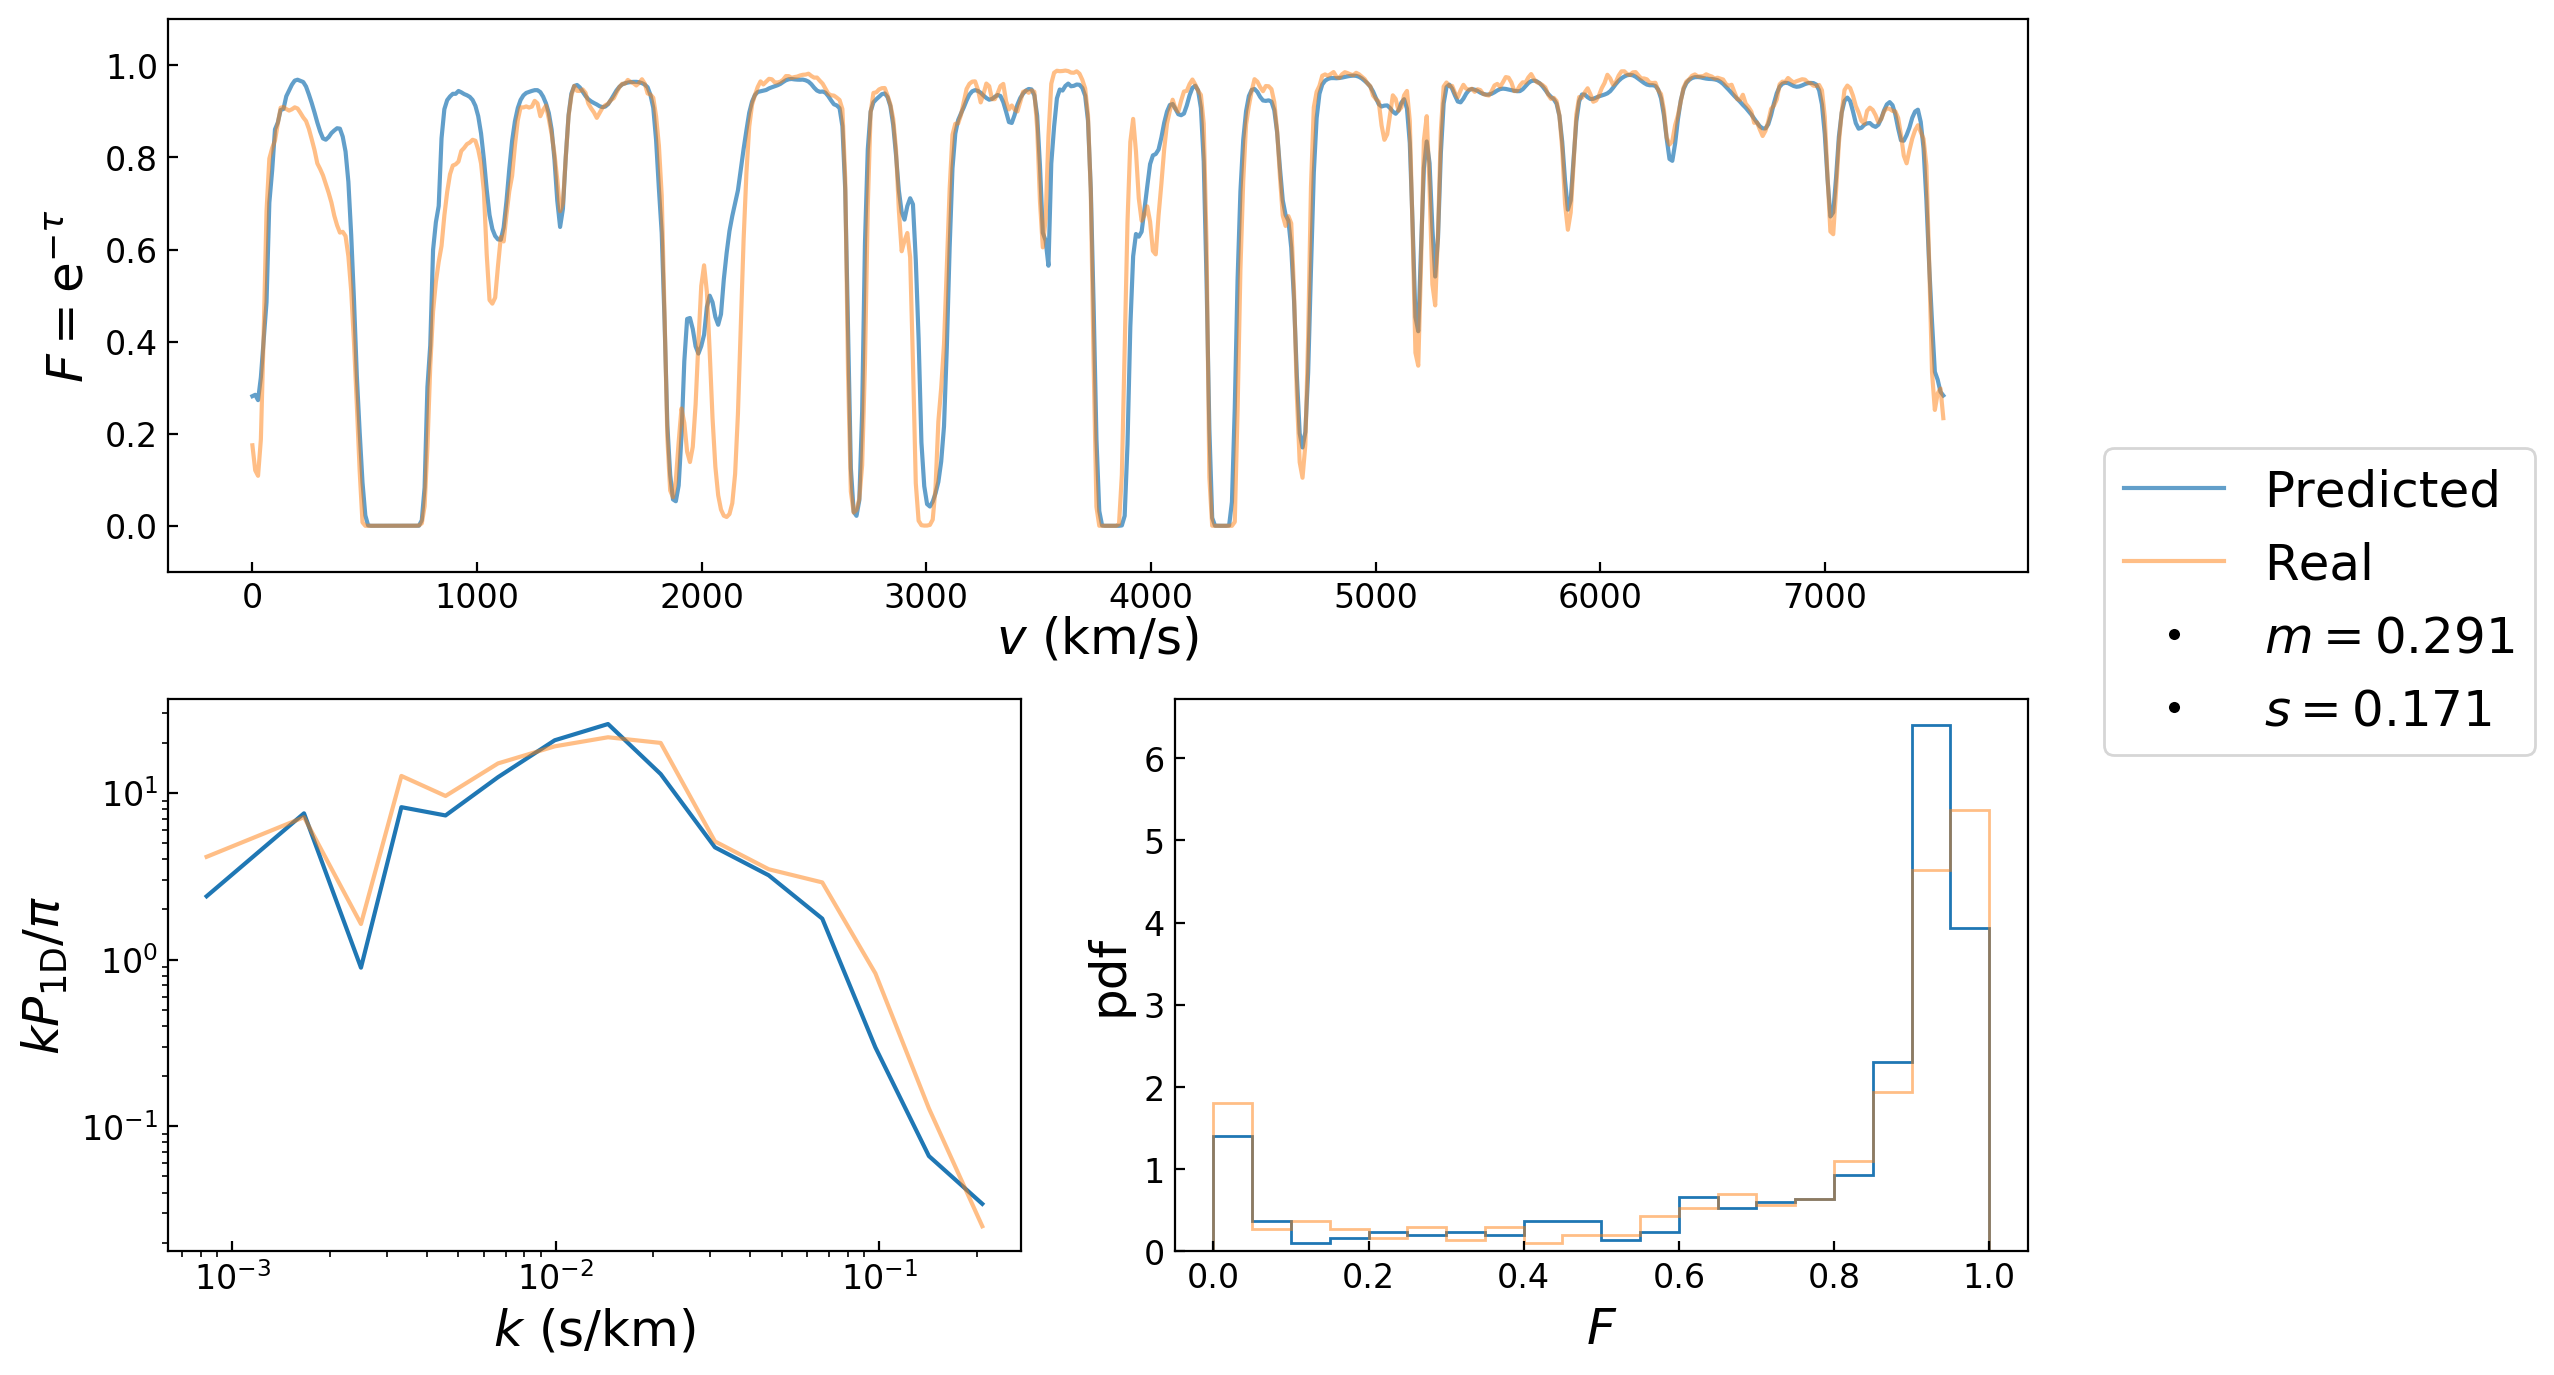 1.0
0.8
0.6
0.4
0.2
0.0
F = e^{−τ}
0 1000 2000 3000 4000 5000 6000 7000
v (km/s)
Predicted
Real
m = 0.291
s = 0.171
10^1
10^0
10^{−1}
kP_{1D}/π
10^{−3} 10^{−2} 10^{−1}
k (s/km)
6
5
4
3
2
1
0
pdf
0.0 0.2 0.4 0.6 0.8 1.0
F